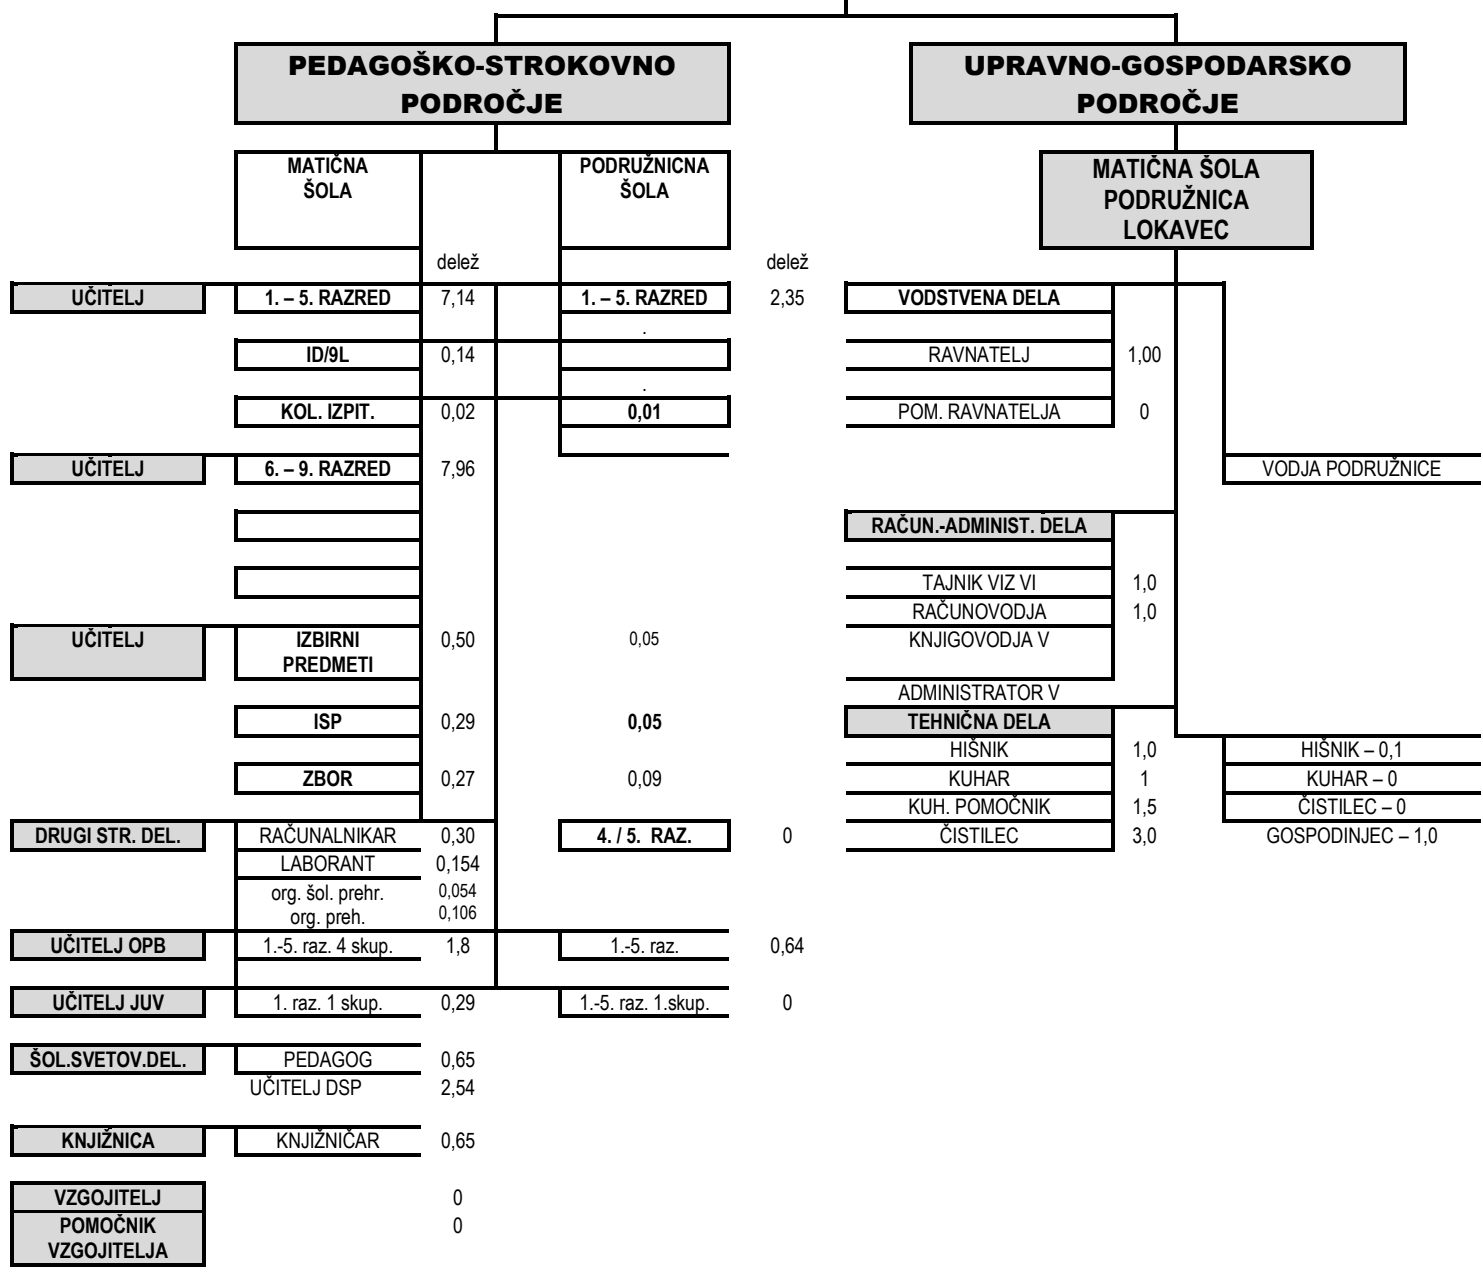 PEDAGOŠKO-STROKOVNO
PODROČJE
UPRAVNO-GOSPODARSKO
PODROČJE
MATIČNA
ŠOLA
PODRUŽNICNA
ŠOLA
MATIČNA ŠOLA
PODRUŽNICA
LOKAVEC
delež delež
UČITELJ 1. – 5. RAZRED 7,14 1. – 5. RAZRED 2,35 VODSTVENA DELA
.
ID/9L 0,14 RAVNATELJ 1,00
.
KOL. IZPIT. 0,02 0,01 POM. RAVNATELJA 0
UČITELJ 6. – 9. RAZRED 7,96 VODJA PODRUŽNICE
RAČUN.-ADMINIST. DELA
TAJNIK VIZ VI 1,0
RAČUNOVODJA 1,0
UČITELJ IZBIRNI 0,50 0,05 KNJIGOVODJA V
PREDMETI
ADMINISTRATOR V
ISP 0,29 0,05 TEHNIČNA DELA
HIŠNIK 1,0 HIŠNIK – 0,1
ZBOR 0,27 0,09 KUHAR 1 KUHAR – 0
KUH. POMOČNIK 1,5 ČISTILEC – 0
DRUGI STR. DEL. RAČUNALNIKAR 0,30 4. / 5. RAZ. 0 ČISTILEC 3,0 GOSPODINJEC – 1,0
LABORANT 0,154
org. šol. prehr. 0,054
org. preh. 0,106
UČITELJ OPB 1.-5. raz. 4 skup. 1,8 1.-5. raz. 0,64
UČITELJ JUV 1. raz. 1 skup. 0,29 1.-5. raz. 1.skup. 0
ŠOL.SVETOV.DEL. PEDAGOG 0,65
UČITELJ DSP 2,54
KNJIŽNICA KNJIŽNIČAR 0,65
VZGOJITELJ 0
POMOČNIK 0
VZGOJITELJA